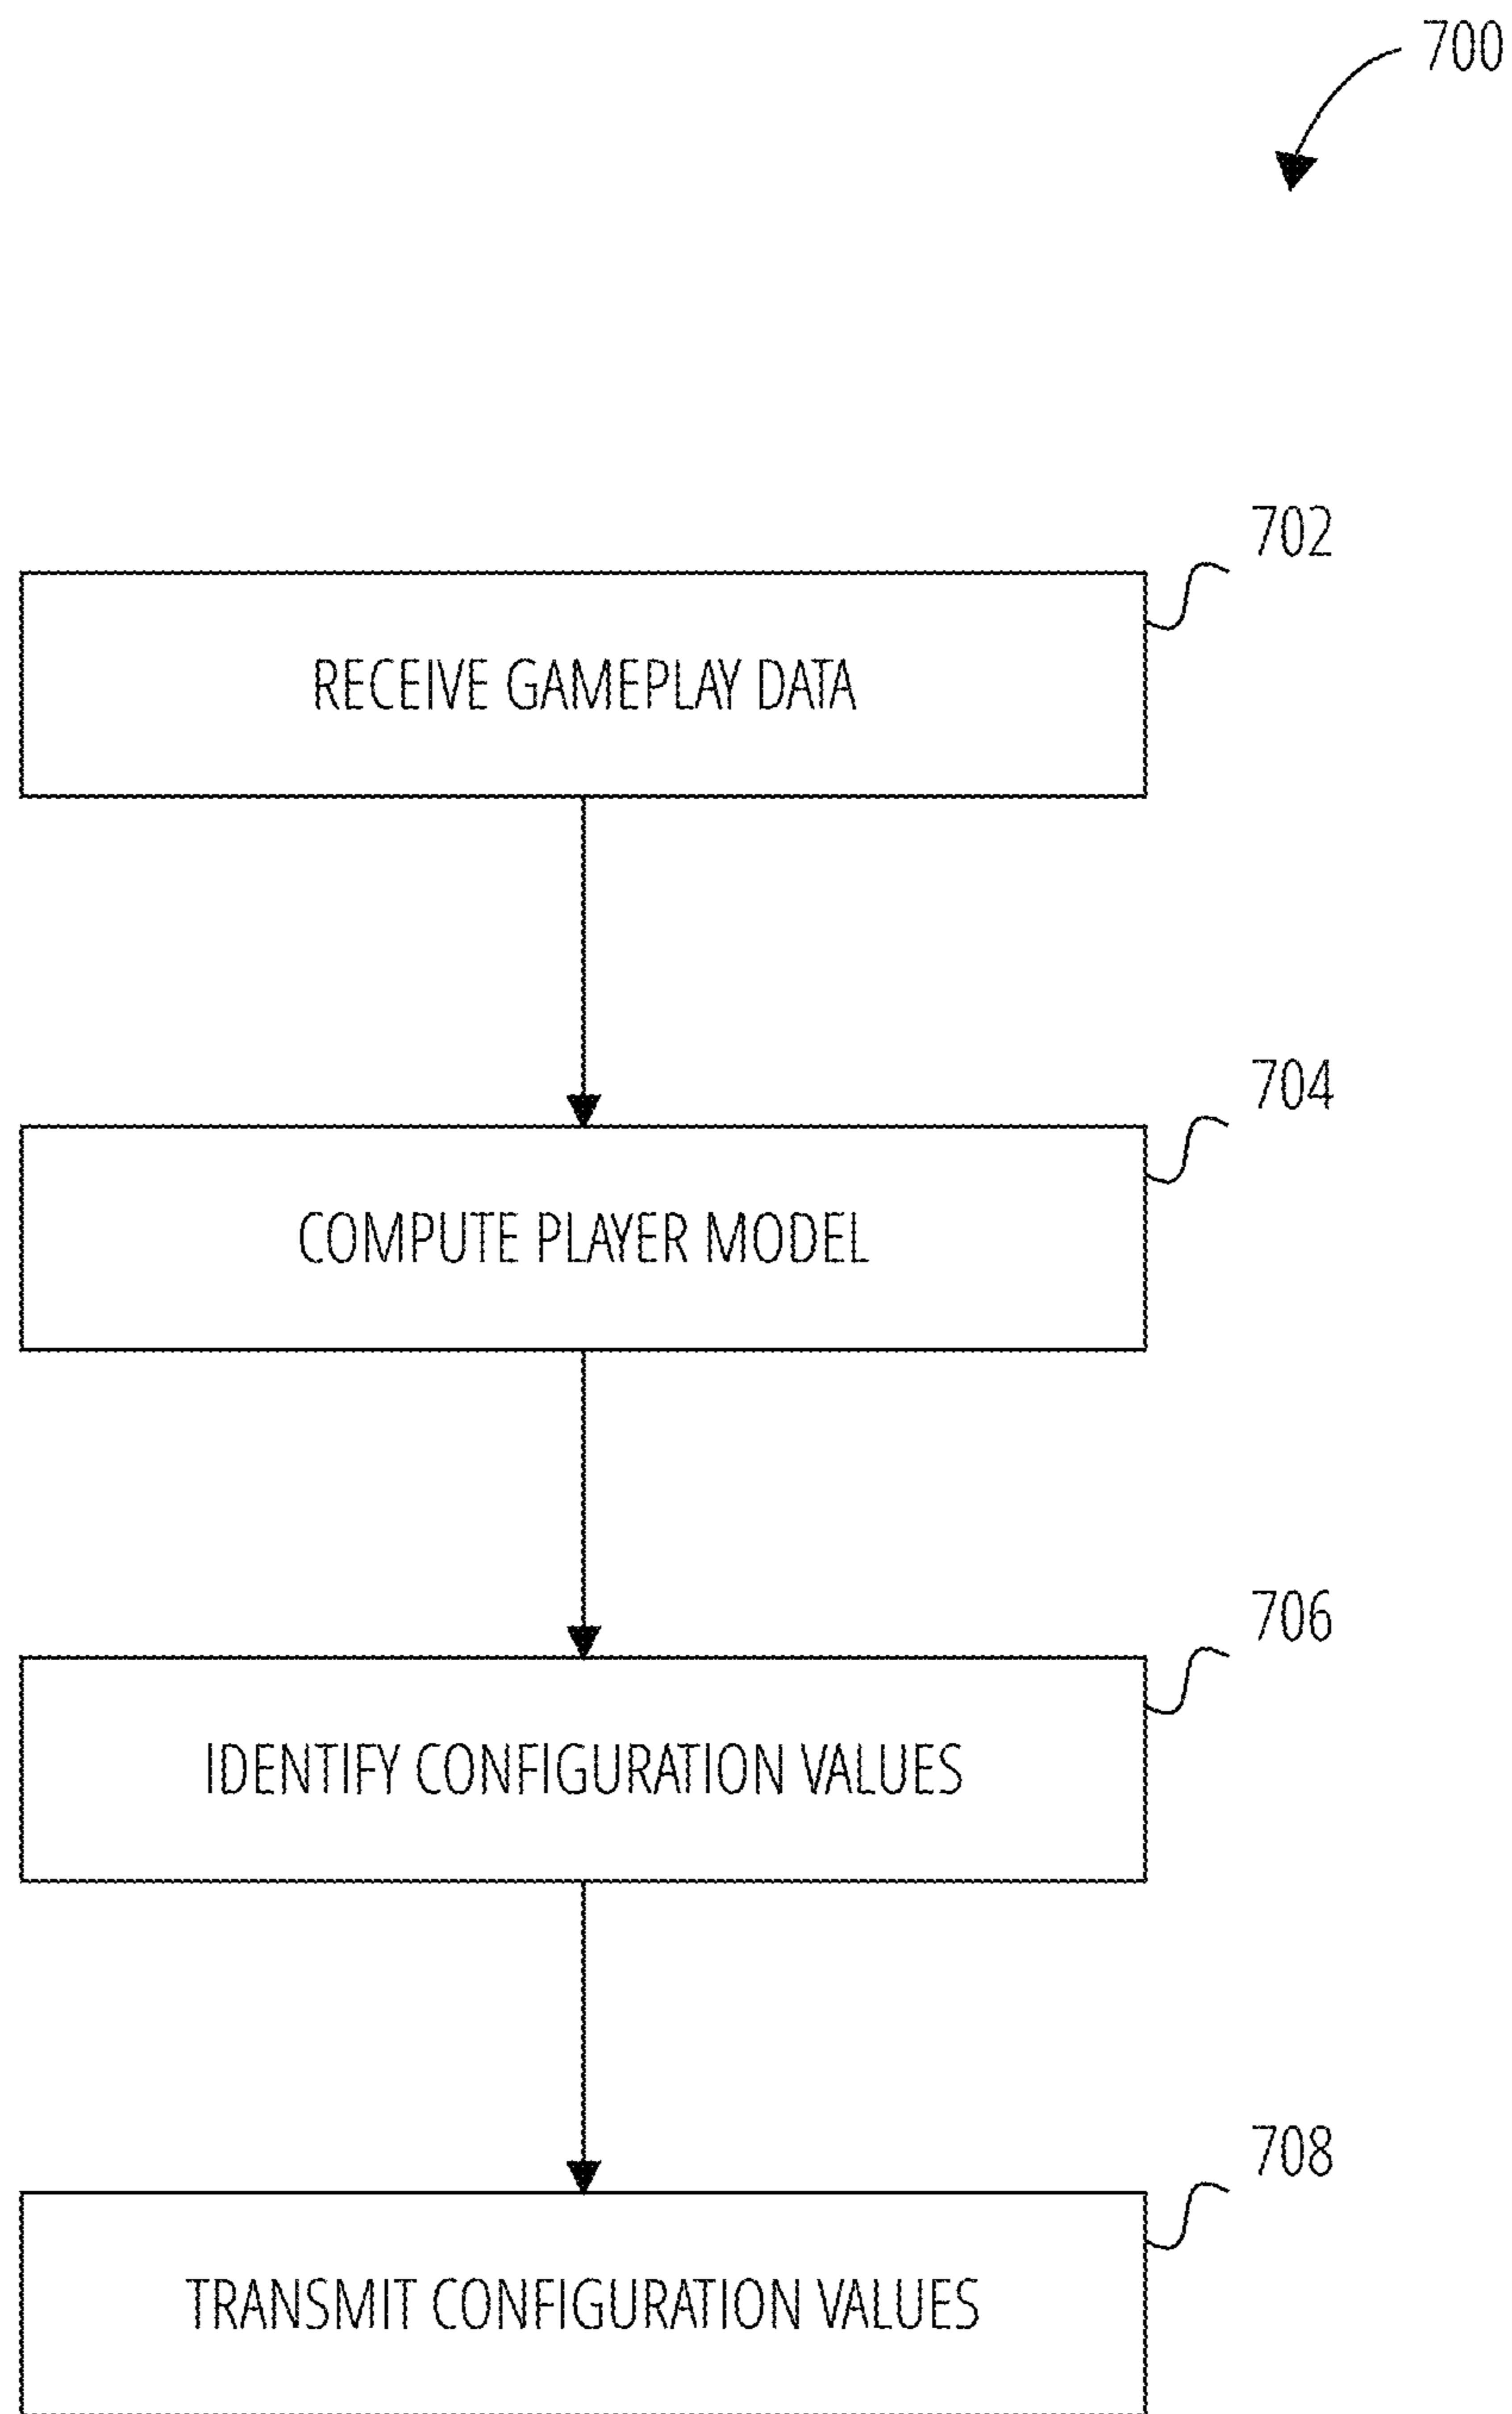 700
702
RECEIVE GAMEPLAY DATA
704
COMPUTE PLAYER MODEL
706
IDENTIFY CONFIGURATION VALUES
708
TRANSMIT CONFIGURATION VALUES